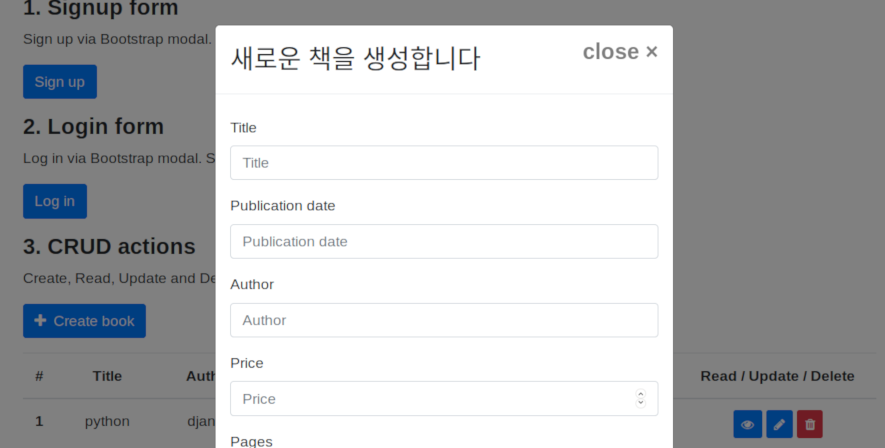 1. Signup form
Sign up via Bootstrap modal.
Sign up
2. Login form
Log in via Bootstrap modal. S
Log in
3. CRUD actions
Create, Read, Update and De
Create book
# Title Auth Read / Update / Delete
1 python djan
새로운 책을 생성합니다
close ×
Title
Title
Publication date
Publication date
Author
Author
Price
Price
Pages